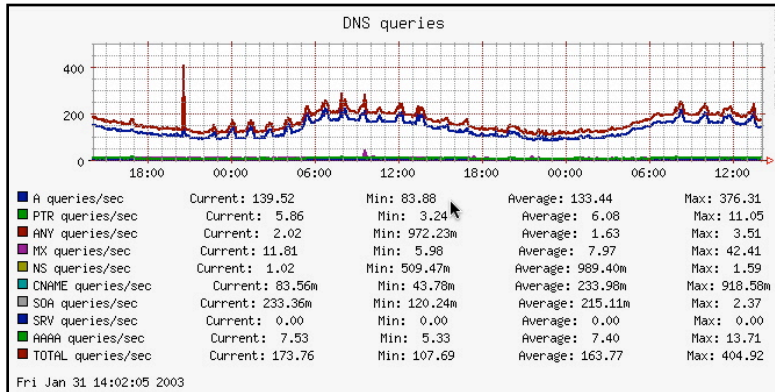 DNS queries
400
200
0
18:00 00:00 06:00 12:00 18:00 00:00 06:00 12:00
A queries/sec Current: 139.52 Min: 83.88 Average: 133.44 Max: 376.31
PTR queries/sec Current: 5.86 Min: 3.24 Average: 6.08 Max: 11.05
ANY queries/sec Current: 2.02 Min: 972.23m Average: 1.63 Max: 3.51
MX queries/sec Current: 11.81 Min: 5.98 Average: 7.97 Max: 42.41
NS queries/sec Current: 1.02 Min: 509.47m Average: 989.40m Max: 1.59
CNAME queries/sec Current: 83.56m Min: 43.78m Average: 233.98m Max: 918.58m
SOA queries/sec Current: 233.36m Min: 120.24m Average: 215.11m Max: 2.37
SRV queries/sec Current: 0.00 Min: 0.00 Average: 0.00 Max: 0.00
AAAA queries/sec Current: 7.53 Min: 5.33 Average: 7.40 Max: 13.71
TOTAL queries/sec Current: 173.76 Min: 107.69 Average: 163.77 Max: 404.92
Fri Jan 31 14:02:05 2003